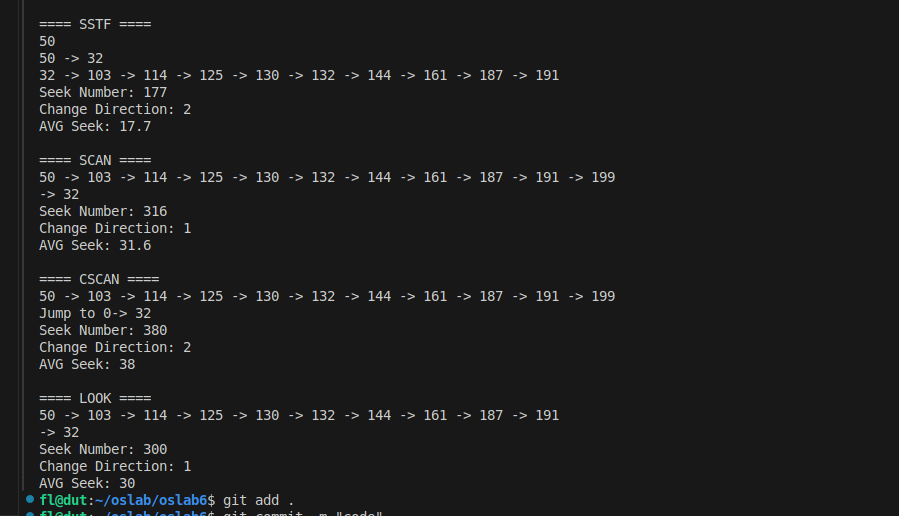 ==== SSTF ====
50
50 -> 32
32 -> 103 -> 114 -> 125 -> 130 -> 132 -> 144 -> 161 -> 187 -> 191
Seek Number: 177
Change Direction: 2
AVG Seek: 17.7
==== SCAN ====
50 -> 103 -> 114 -> 125 -> 130 -> 132 -> 144 -> 161 -> 187 -> 191 -> 199
-> 32
Seek Number: 316
Change Direction: 1
AVG Seek: 31.6
==== CSCAN ====
50 -> 103 -> 114 -> 125 -> 130 -> 132 -> 144 -> 161 -> 187 -> 191 -> 199
Jump to 0-> 32
Seek Number: 380
Change Direction: 2
AVG Seek: 38
==== LOOK ====
50 -> 103 -> 114 -> 125 -> 130 -> 132 -> 144 -> 161 -> 187 -> 191
-> 32
Seek Number: 300
Change Direction: 1
AVG Seek: 30
fl@dut:~/oslab/oslab6$ git add .
fl@dut:~/oslab/oslab6$ git commit -m "code"